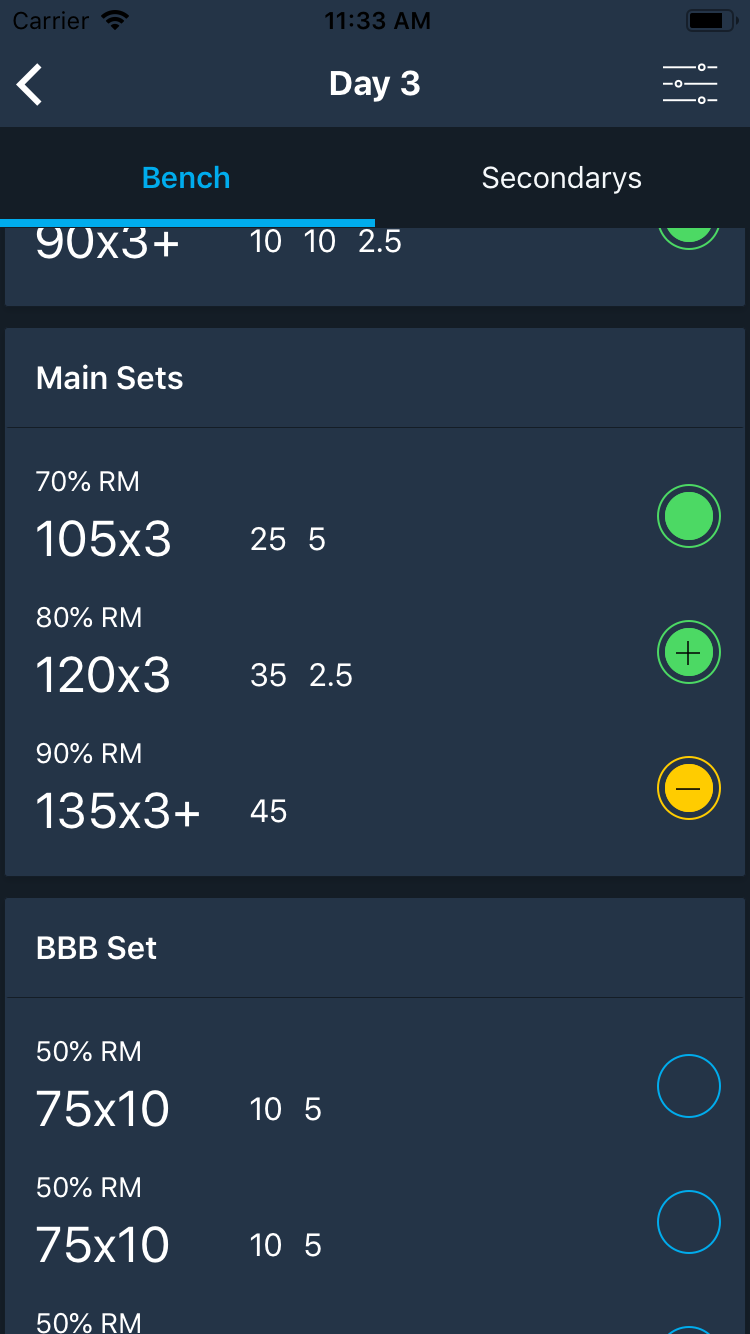 Carrier 11:33 AM
Day 3
Bench Secondarys
90x3+ 10 10 2.5
Main Sets
70% RM
105x3 25 5
80% RM
120x3 35 2.5
90% RM
135x3+ 45
BBB Set
50% RM
75x10 10 5
50% RM
75x10 10 5
50% RM